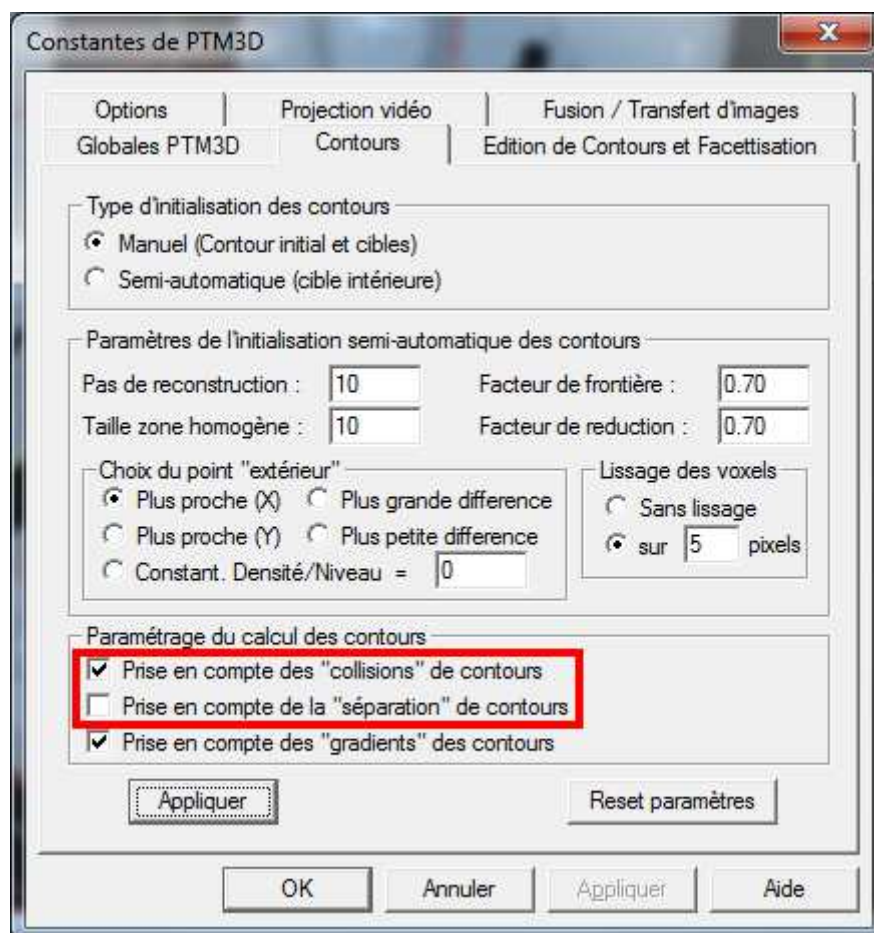 Constantes de PTM3D
Options Projection vidéo Fusion / Transfert d'images
Globales PTM3D Contours Edition de Contours et Facettisation
Type d'initialisation des contours
Manuel (Contour initial et cibles)
Semi-automatique (cible intérieure)
Paramètres de l'initialisation semi-automatique des contours
Pas de reconstruction : 10 Facteur de frontière : 0.70
Taille zone homogène : 10 Facteur de reduction : 0.70
Choix du point "extérieur" Lissage des voxels
Plus proche (X) Plus grande difference Sans lissage
Plus proche (Y) Plus petite difference sur 5 pixels
Constant. Densité/Niveau = 0
Paramétrage du calcul des contours
Prise en compte des "collisions" de contours
Prise en compte de la "séparation" de contours
Prise en compte des "gradients" des contours
Appliquer Reset paramètres
OK Annuler Appliquer Aide